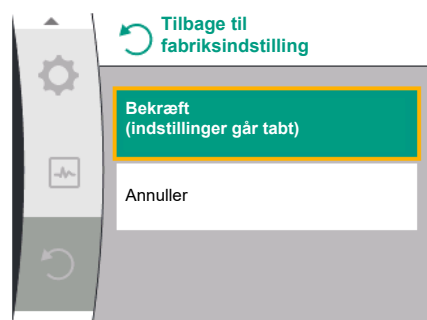 Tilbage til
fabriksindstilling
Bekræft
(indstillinger går tabt)
Annuller